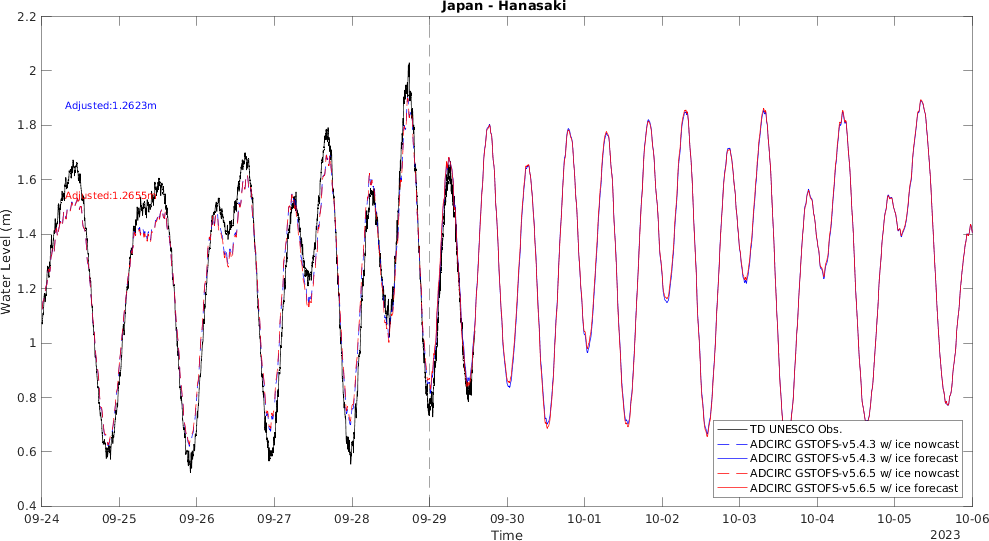 Japan - Hanasaki
2.2
2
1.8
1.6
1.4
1.2
1
0.8
0.6
0.4
Water Level (m)
Adjusted:1.2623m
Adjusted:1.2655m
TD UNESCO Obs.
ADCIRC GSTOFS-v5.4.3 w/ ice nowcast
ADCIRC GSTOFS-v5.4.3 w/ ice forecast
ADCIRC GSTOFS-v5.6.5 w/ ice nowcast
ADCIRC GSTOFS-v5.6.5 w/ ice forecast
09-24 09-25 09-26 09-27 09-28 09-29 09-30 10-01 10-02 10-03 10-04 10-05 10-06
Time
2023